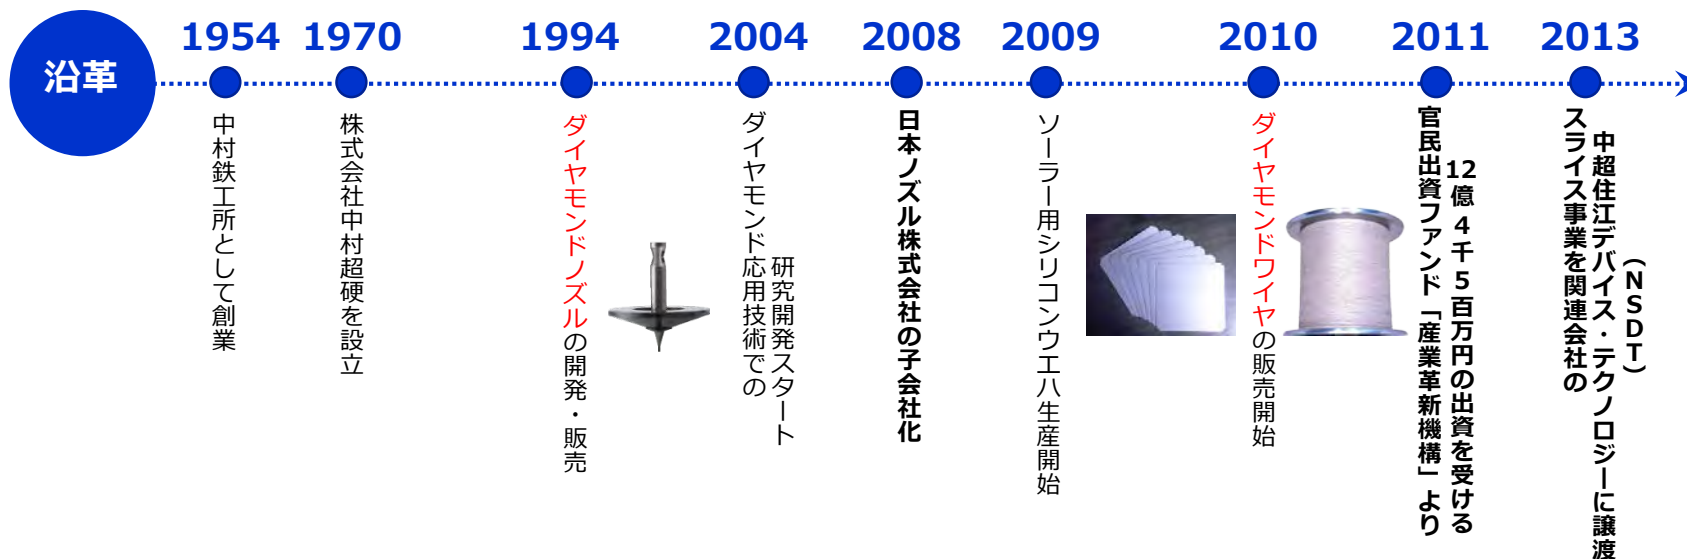 沿革
1954
中村鉄工所として創業
1970
株式会社中村超硬を設立
1994
ダイヤモンドノズルの開発・販売
2004
ダイヤモンド応用技術での
研究開発スタート
2008
日本ノズル株式会社の子会社化
2009
ソーラー用シリコンウエハ生産開始
2010
ダイヤモンドワイヤの販売開始
2011
官民出資ファンド「産業革新機構」より
12億4千5百万円の出資を受ける
2013
スライス事業を関連会社の
中超住江デバイス・テクノロジーに譲渡
（NSDT）